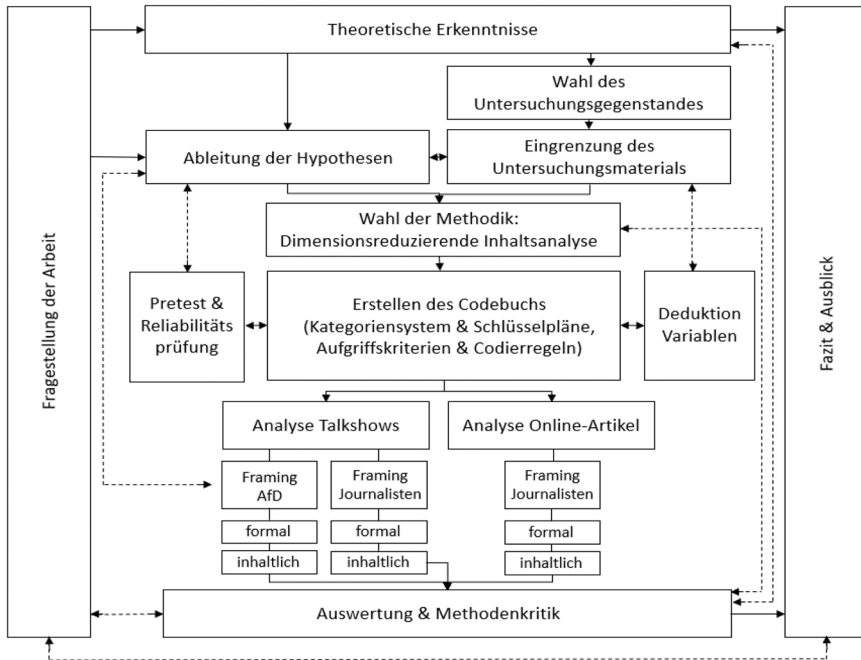 Theoretische Erkenntnisse
Wahl des
Untersuchungsgegenstandes
Ableitung der Hypothesen
Eingrenzung des
Untersuchungsmaterials
Wahl der Methodik:
Dimensionsreduzierende Inhaltsanalyse
Fragestellung der Arbeit
Pretest &
Reliabilitäts
prüfung
Erstellen des Codebuchs
(Kategoriensystem & Schlüsselpläne,
Aufgriffskriterien & Codierregeln)
Deduktion
Variablen
Fazit & Ausblick
Analyse Talkshows
Analyse Online-Artikel
Framing
AfD
Framing
Journalisten
Framing
Journalisten
formal
formal
formal
inhaltlich
inhaltlich
inhaltlich
Auswertung & Methodenkritik